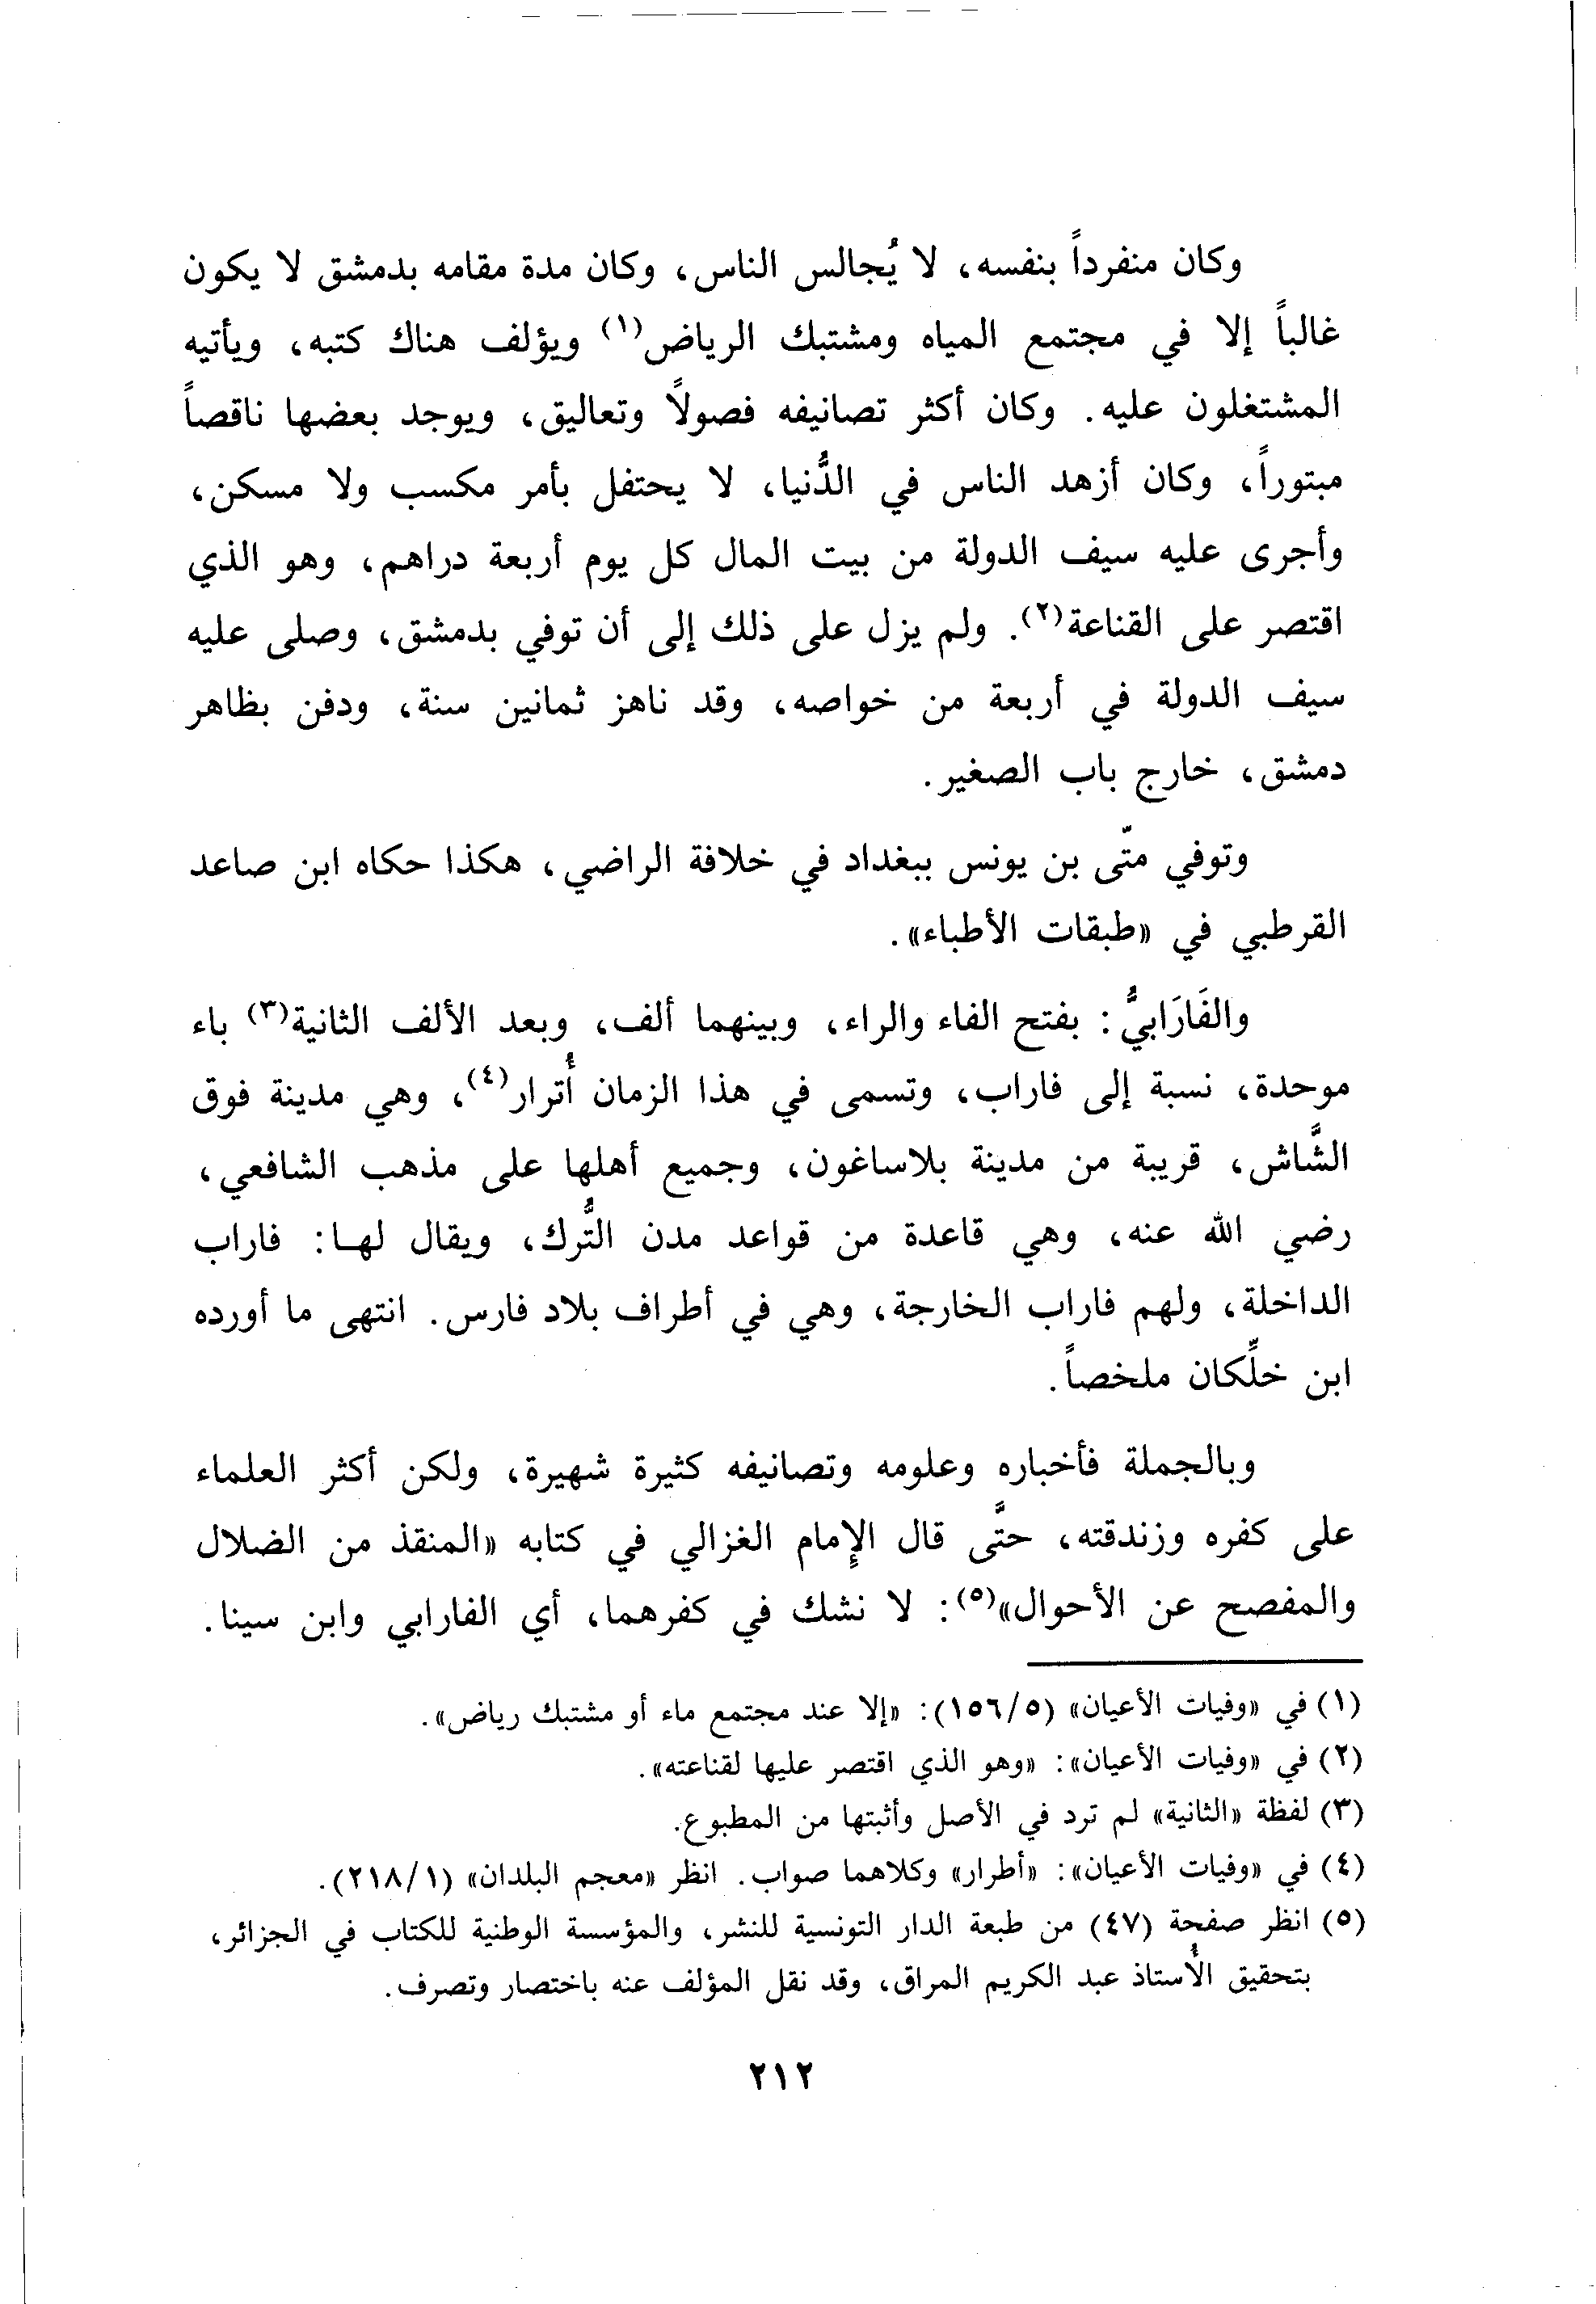 وكان منفرداً بنفسه، لا يُجالس الناس، وكان مدة مقامه بدمشق لا يكون
غالباً إلا في مجتمع المياه ومشتبك الرياض(١) ويؤلف هناك كتبه، ويأتيه
المشتغلون عليه. وكان أكثر تصانيفه فصولاً وتعاليق، ويوجد بعضها ناقصاً
مبتوراً، وكان أزهد الناس في الدُّنيا، لا يحتفل بأمر مكسب ولا مسكن،
وأجرى عليه سيف الدولة من بيت المال كل يوم أربعة دراهم، وهو الذي
اقتصر على القناعة(٢). ولم يزل على ذلك إلى أن توفي بدمشق، وصلى عليه
سيف الدولة في أربعة من خواصه، وقد ناهز ثمانين سنة، ودفن بظاهر
دمشق، خارج باب الصغير.
وتوفي متّى بن يونس ببغداد في خلافة الراضي، هكذا حكاه ابن صاعد
القرطبي في «طبقات الأطباء».
والفَارَابيُّ: بفتح الفاء والراء، وبينهما ألف، وبعد الألف الثانية(٣) باء
موحدة، نسبة إلى فاراب، وتسمى في هذا الزمان أُترار(٤)، وهي مدينة فوق
الشَّاش، قريبة من مدينة بلاساغون، وجميع أهلها على مذهب الشافعي،
رضي الله عنه، وهي قاعدة من قواعد مدن التُّرك، ويقال لها: فاراب
الداخلة، ولهم فاراب الخارجة، وهي في أطراف بلاد فارس. انتهى ما أورده
ابن خلِّكان ملخصاً.
وبالجملة فأخباره وعلومه وتصانيفه كثيرة شهيرة، ولكن أكثر العلماء
على كفره وزندقته، حتَّى قال الإمام الغزالي في كتابه «المنقذ من الضلال
والمفصح عن الأحوال»(٥): لا نشك في كفرهما، أي الفارابي وابن سينا.
(١) في «وفيات الأعيان» (١٥٦/٥): «إلا عند مجتمع ماء أو مشتبك رياض».
(٢) في «وفيات الأعيان»: «وهو الذي اقتصر عليها لقناعته».
(٣) لفظة «الثانية» لم ترد في الأصل وأثبتها من المطبوع.
(٤) في «وفيات الأعيان»: «أطرار» وكلاهما صواب. انظر «معجم البلدان» (٢١٨/١).
(٥) انظر صفحة (٤٧) من طبعة الدار التونسية للنشر، والمؤسسة الوطنية للكتاب في الجزائر،
بتحقيق الأستاذ عبد الكريم المراق، وقد نقل المؤلف عنه باختصار وتصرف.
٢١٢